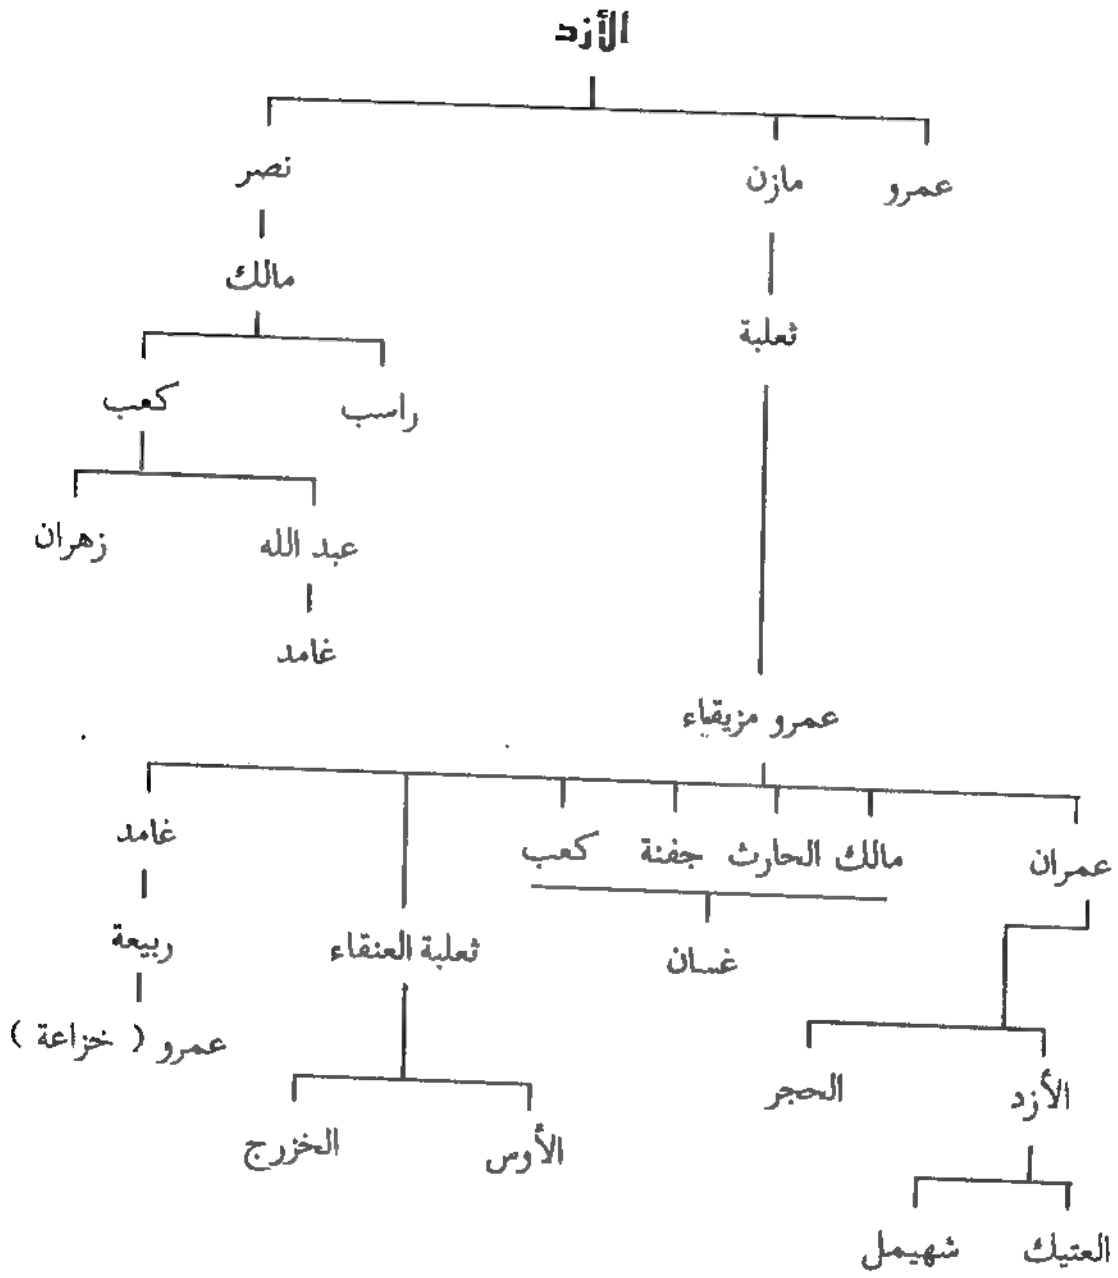 الأزد
عمرو مازن نصر
مالك
ثعلبة
راسب كعب
عبد الله زهران
غامد
عمرو مزيقياء
عمران مالك الحارث جفنة كعب غامد
غسان ثعلبة العنقاء ربيعة
عمرو ( خزاعة )
الأزد الحجر
الأوس الخزرج
العتيك شهيمل